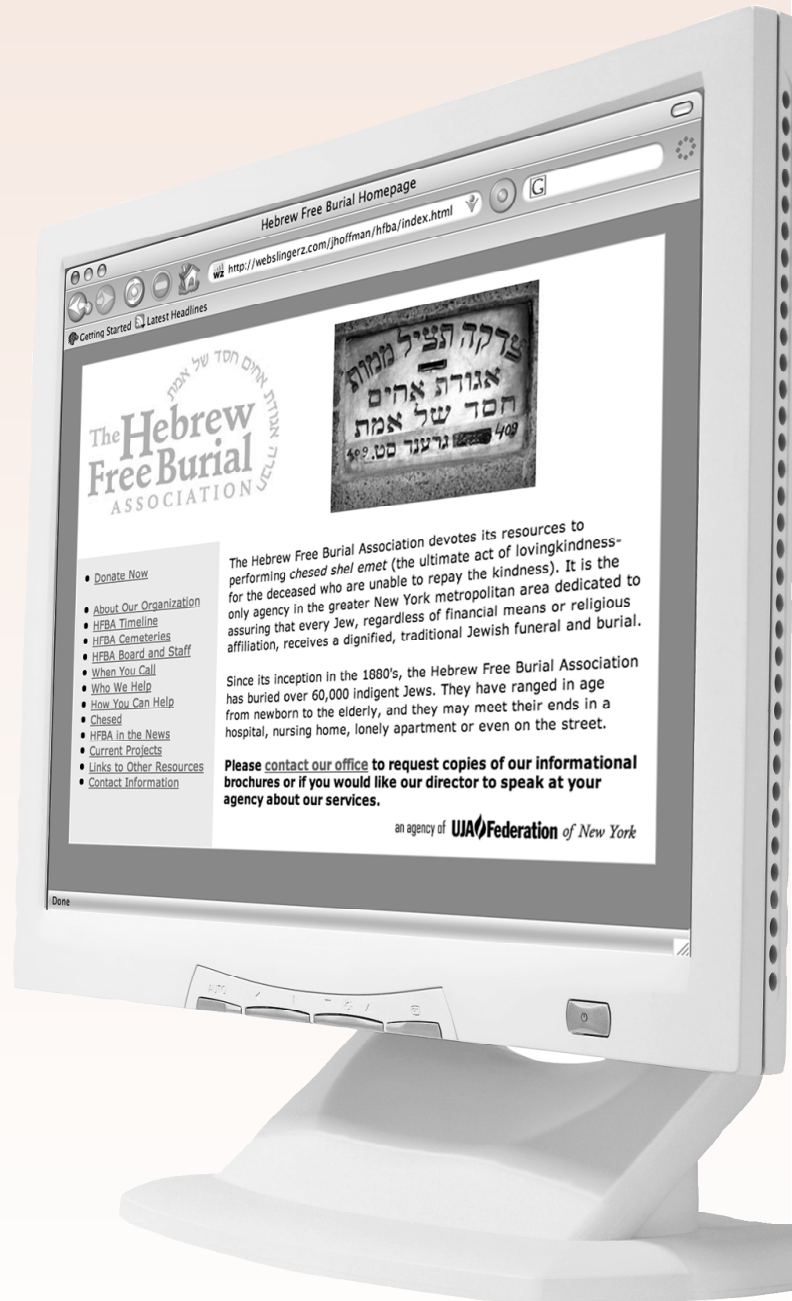 Hebrew Free Burial Homepage
wz http://webslingerz.com/jhoffman/hfba/index.html
G
Getting Started Latest Headlines
חברה אגודת אחים חסד של אמת
The Hebrew
Free Burial
ASSOCIATION
צדקה תציל ממות
אגודת אחים
חסד של אמת
409 גרענד סט. 409
• Donate Now
• About Our Organization
• HFBA Timeline
• HFBA Cemeteries
• HFBA Board and Staff
• When You Call
• Who We Help
• How You Can Help
• Chesed
• HFBA in the News
• Current Projects
• Links to Other Resources
• Contact Information
The Hebrew Free Burial Association devotes its resources to
performing chesed shel emet (the ultimate act of lovingkindness-
for the deceased who are unable to repay the kindness). It is the
only agency in the greater New York metropolitan area dedicated to
assuring that every Jew, regardless of financial means or religious
affiliation, receives a dignified, traditional Jewish funeral and burial.
Since its inception in the 1880's, the Hebrew Free Burial Association
has buried over 60,000 indigent Jews. They have ranged in age
from newborn to the elderly, and they may meet their ends in a
hospital, nursing home, lonely apartment or even on the street.
Please contact our office to request copies of our informational
brochures or if you would like our director to speak at your
agency about our services.
an agency of UJA Federation of New York
Done
AUTO